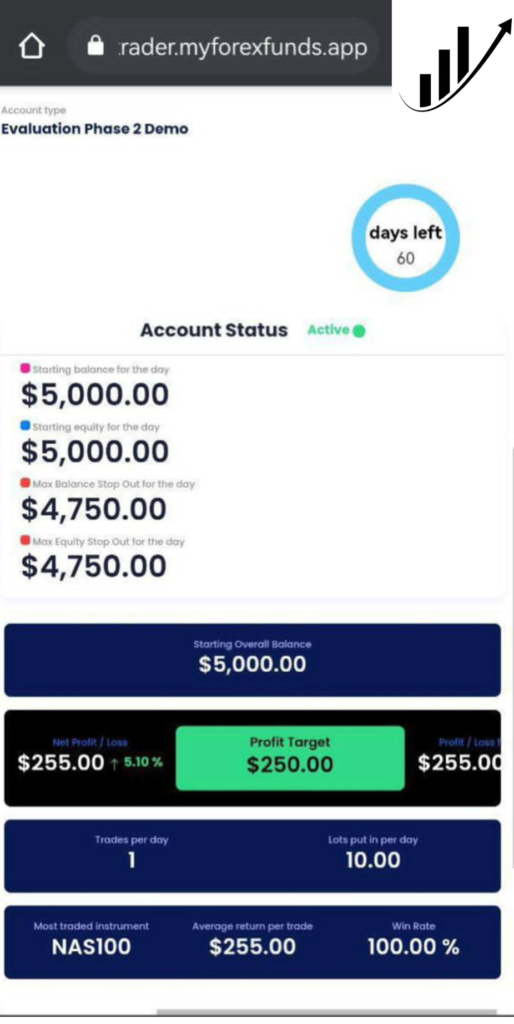 :rader.myforexfunds.app
Account type
Evaluation Phase 2 Demo
days left
60
Account Status Active
Starting balance for the day
$5,000.00
Starting equity for the day
$5,000.00
Max Balance Stop Out for the day
$4,750.00
Max Equity Stop Out for the day
$4,750.00
Starting Overall Balance
$5,000.00
Net Profit / Loss Profit Target Profit / Loss
$255.00 ↑ 5.10 % $250.00 $255.00
Trades per day Lots put in per day
1 10.00
Most traded instrument Average return per trade Win Rate
NAS100 $255.00 100.00 %